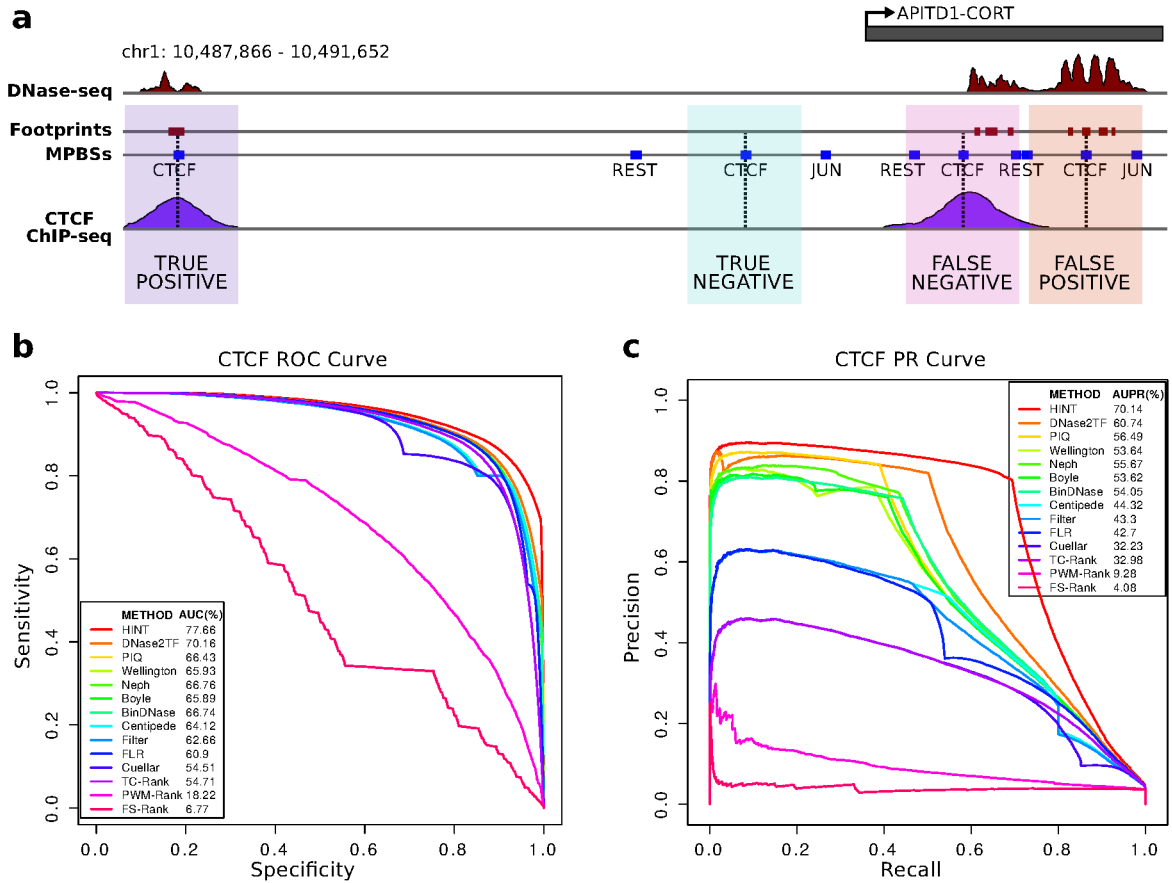 a
APITD1-CORT
chr1: 10,487,866 - 10,491,652
DNase-seq
Footprints
MPBSs
CTCF REST CTCF JUN REST CTCF REST CTCF JUN
CTCF
ChIP-seq
TRUE
POSITIVE
TRUE
NEGATIVE
FALSE
NEGATIVE
FALSE
POSITIVE
b
CTCF ROC Curve
Sensitivity
1.0
0.8
0.6
0.4
0.2
0.0
METHOD AUC(%)
HINT 77.66
DNase2TF 70.16
PIQ 66.43
Wellington 65.93
Neph 66.76
Boyle 65.89
BinDNase 66.74
Centipede 64.12
Filter 62.66
FLR 60.9
Cuellar 54.51
TC-Rank 54.71
PWM-Rank 18.22
FS-Rank 6.77
0.0 0.2 0.4 0.6 0.8 1.0
Specificity
c
CTCF PR Curve
Precision
1.0
0.8
0.6
0.4
0.2
0.0
METHOD AUPR(%)
HINT 70.14
DNase2TF 60.74
PIQ 56.49
Wellington 53.64
Neph 55.67
Boyle 53.62
BinDNase 54.05
Centipede 44.32
Filter 43.3
FLR 42.7
Cuellar 32.23
TC-Rank 32.98
PWM-Rank 9.28
FS-Rank 4.08
0.0 0.2 0.4 0.6 0.8 1.0
Recall